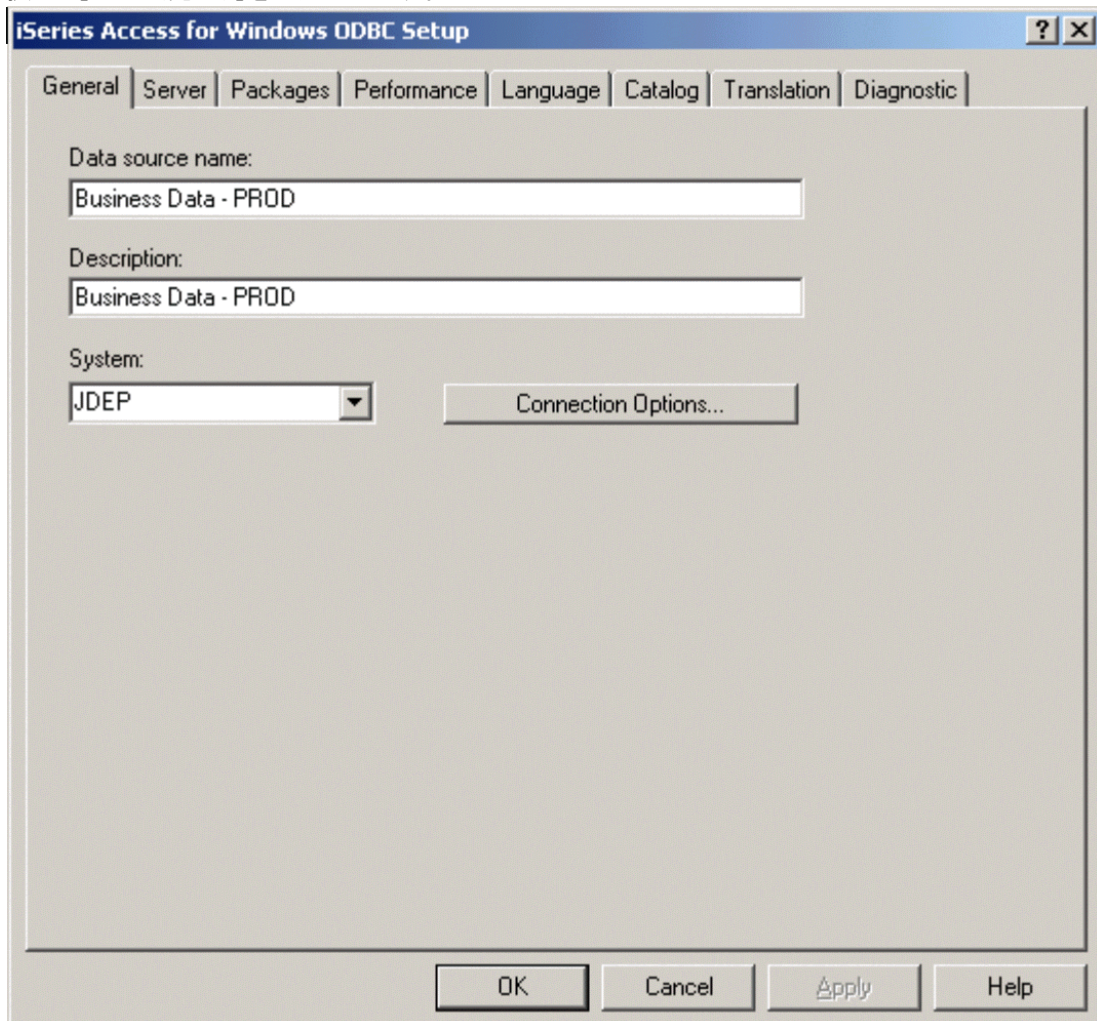 iSeries Access for Windows ODBC Setup
General Server Packages Performance Language Catalog Translation Diagnostic
Data source name:
Business Data - PROD
Description:
Business Data - PROD
System:
JDEP Connection Options...
OK Cancel Apply Help